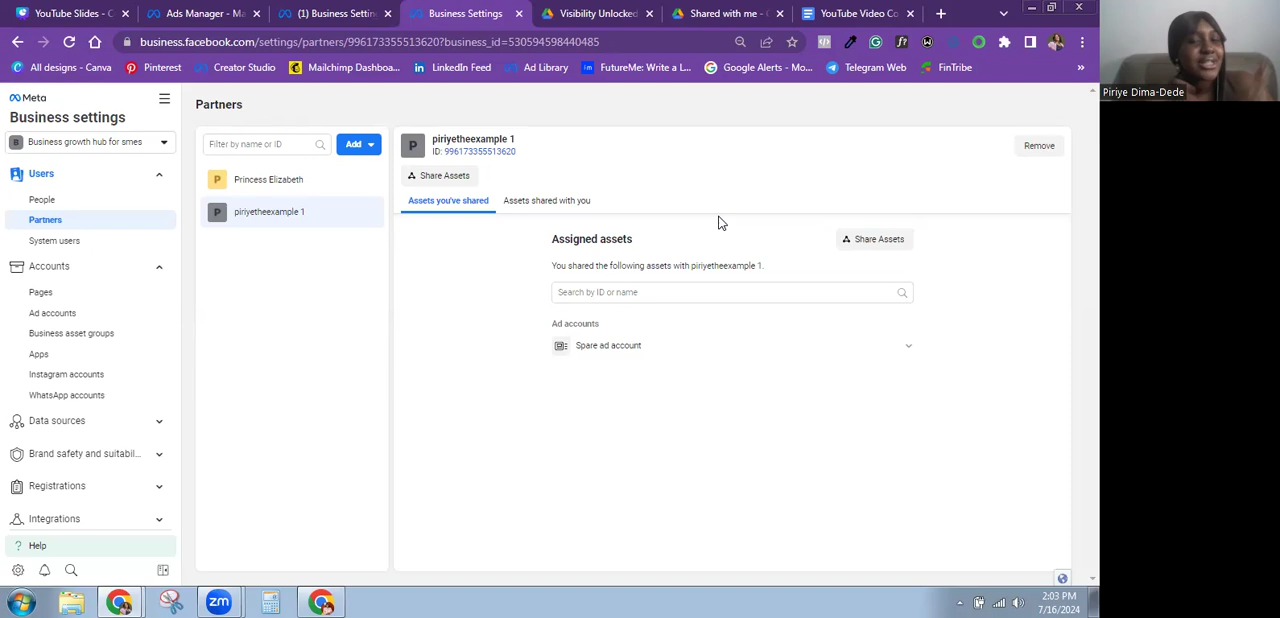 YouTube Slides - C
Ads Manager - Ma
(1) Business Settin
Business Settings
Visibility Unlocked
Shared with me - G
YouTube Video Co
business.facebook.com/settings/partners/996173355513620?business_id=530594598440485
All designs - Canva
Pinterest
Creator Studio
Mailchimp Dashboa...
LinkedIn Feed
Ad Library
FutureMe: Write a L...
Google Alerts - Mo...
Telegram Web
FinTribe
Piriye Dima-Dede
Meta
Business settings
Business growth hub for smes
Users
People
Partners
System users
Accounts
Pages
Ad accounts
Business asset groups
Apps
Instagram accounts
WhatsApp accounts
Data sources
Brand safety and suitabil...
Registrations
Integrations
Help
Partners
Filter by name or ID
Add
Princess Elizabeth
piriyetheexample 1
piriyetheexample 1
ID: 996173355513620
Remove
Share Assets
Assets you've shared
Assets shared with you
Assigned assets
Share Assets
You shared the following assets with piriyetheexample 1.
Search by ID or name
Ad accounts
Spare ad account
zm
2:03 PM
7/16/2024